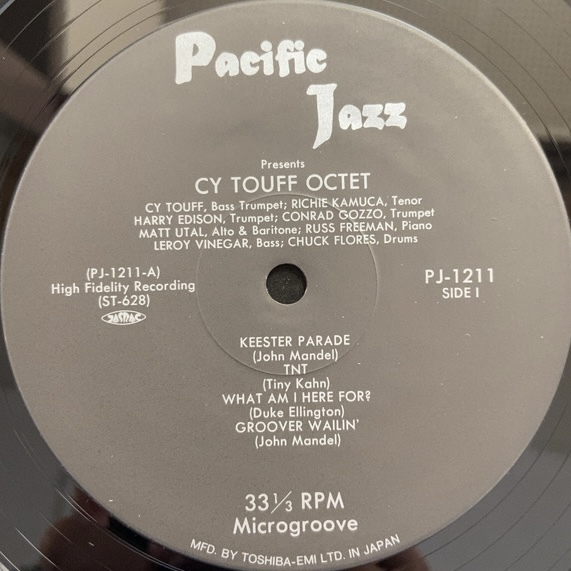 Pacific
Jazz
Presents
CY TOUFF OCTET
CY TOUFF, Bass Trumpet; RICHIE KAMUCA, Tenor
HARRY EDISON, Trumpet; CONRAD GOZZO, Trumpet
MATT UTAL, Alto & Baritone; RUSS FREEMAN, Piano
LEROY VINEGAR, Bass; CHUCK FLORES, Drums
(PJ-1211-A)
High Fidelity Recording
(ST-628)
JASRAC
PJ-1211
SIDE I
KEESTER PARADE
(John Mandel)
TNT
(Tiny Kahn)
WHAT AM I HERE FOR?
(Duke Ellington)
GROOVER WAILIN'
(John Mandel)
33 1/3 RPM
Microgroove
MFD. BY TOSHIBA-EMI LTD. IN JAPAN